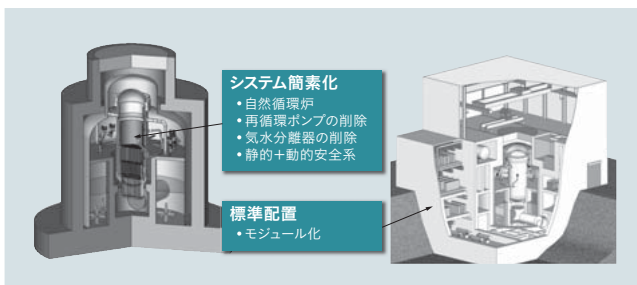 システム簡素化
•自然循環炉
•再循環ポンプの削除
•気水分離器の削除
•静的＋動的安全系
標準配置
•モジュール化